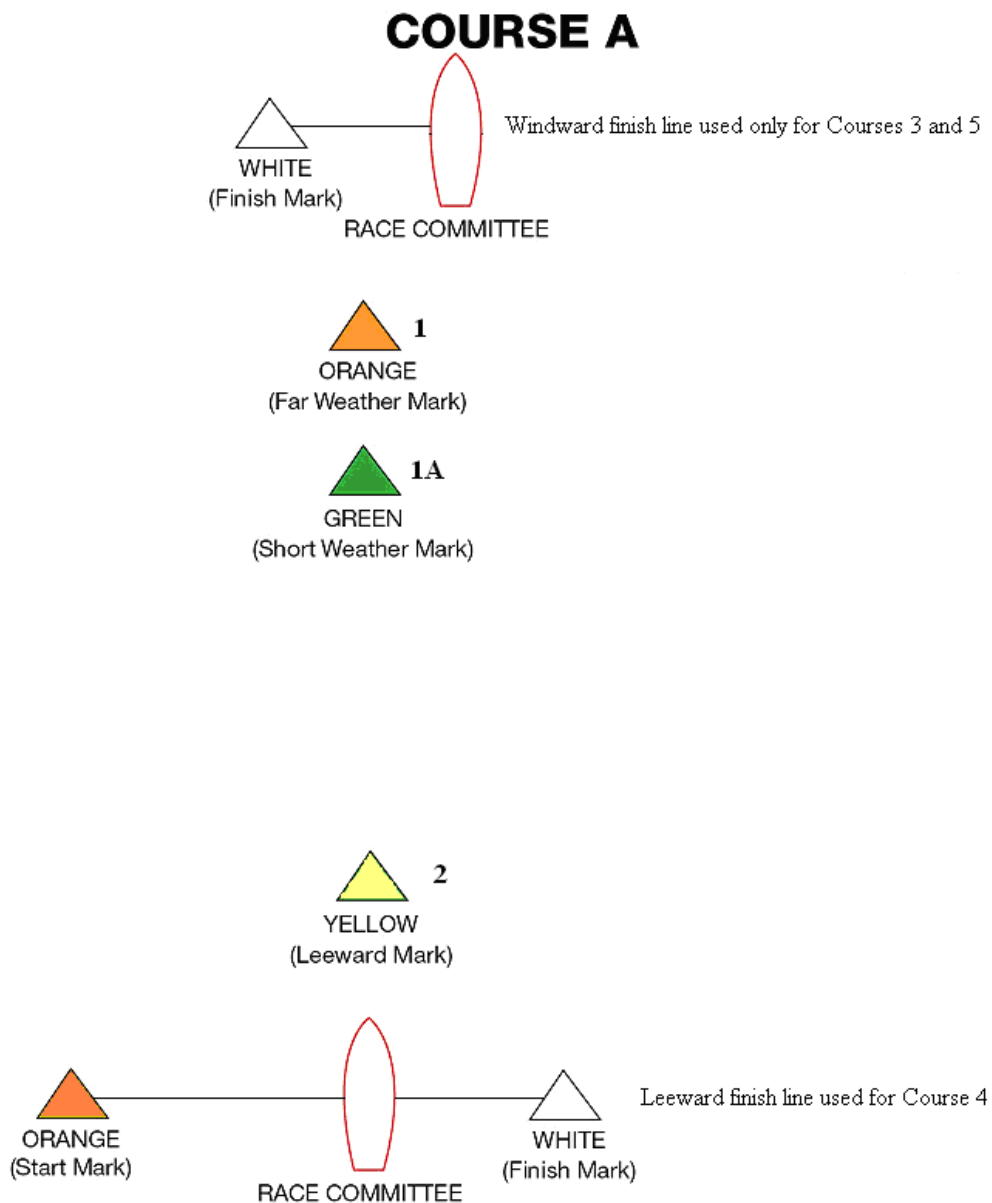 COURSE A
Windward finish line used only for Courses 3 and 5
WHITE
(Finish Mark)
RACE COMMITTEE
1
ORANGE
(Far Weather Mark)
1A
GREEN
(Short Weather Mark)
2
YELLOW
(Leeward Mark)
Leeward finish line used for Course 4
ORANGE
(Start Mark)
WHITE
(Finish Mark)
RACE COMMITTEE